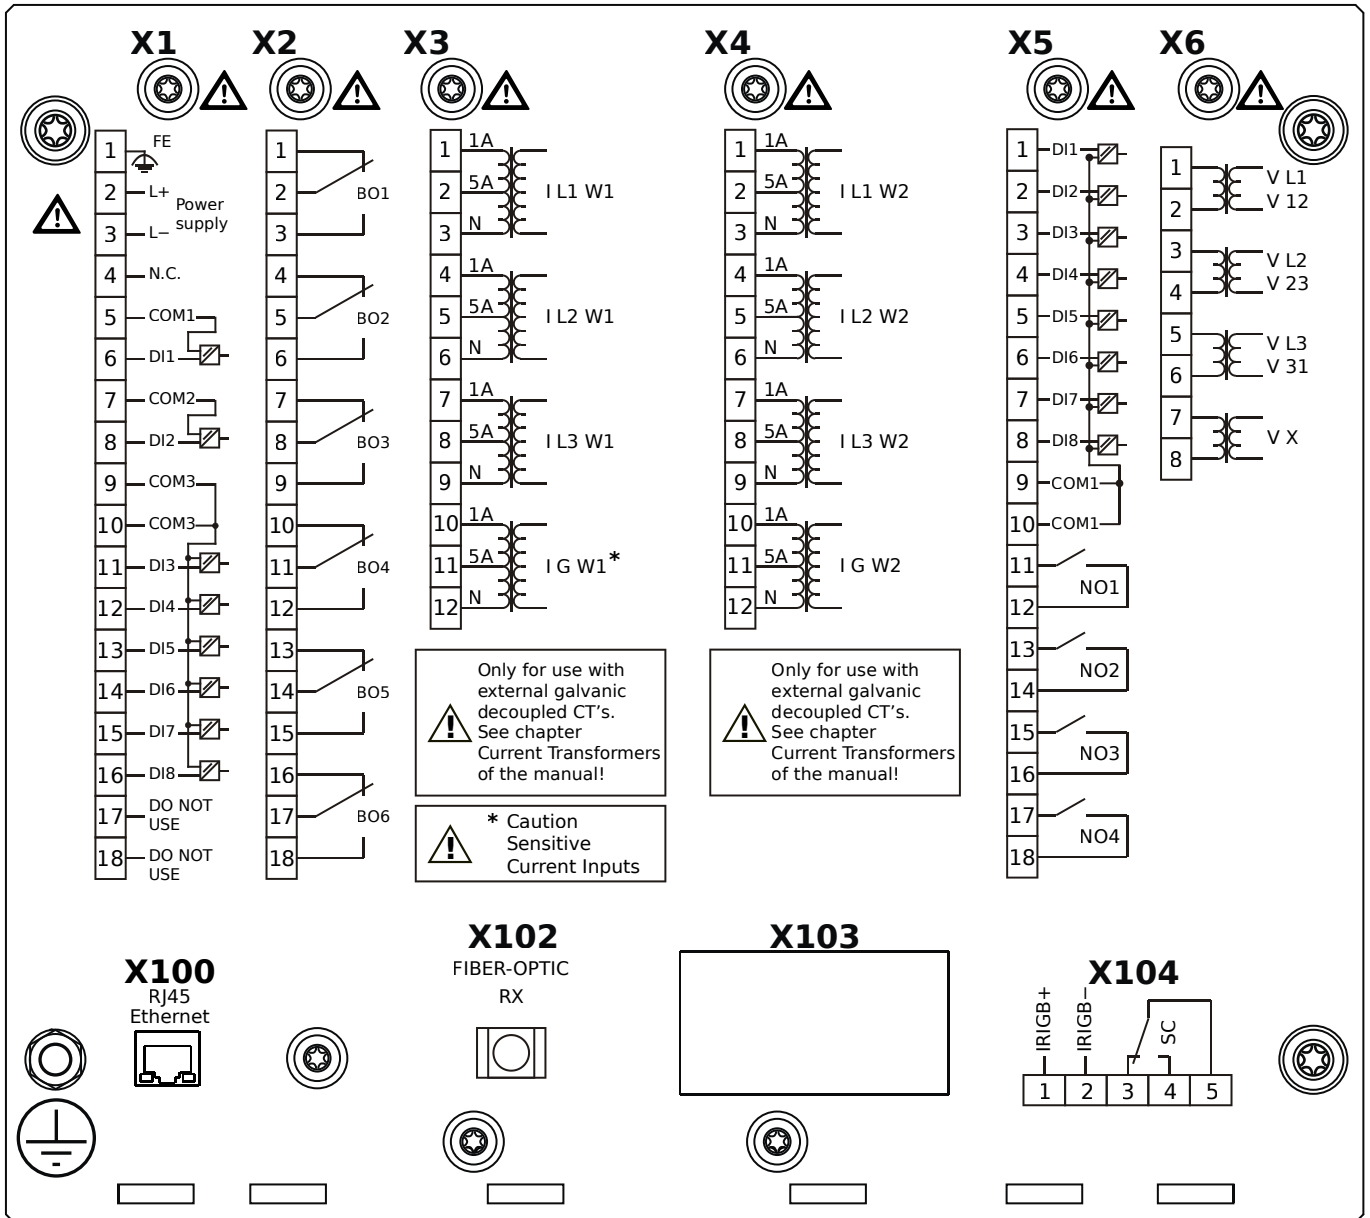 X1
X2
X3
X4
X5
X6
1 FE
2 L+
Power
supply
3 L−
4 N.C.
5 COM1
6 DI1
7 COM2
8 DI2
9 COM3
10 COM3
11 DI3
12 DI4
13 DI5
14 DI6
15 DI7
16 DI8
17 DO NOT
USE
18 DO NOT
USE
1
2 BO1
3
4
5 BO2
6
7
8 BO3
9
10
11 BO4
12
13
14 BO5
15
16
17 BO6
18
1 1A
2 5A I L1 W1
3 N
4 1A
5 5A I L2 W1
6 N
7 1A
8 5A I L3 W1
9 N
10 1A
11 5A I G W1*
12 N
Only for use with
external galvanic
decoupled CT's.
See chapter
Current Transformers
of the manual!
* Caution
Sensitive
Current Inputs
1 1A
2 5A I L1 W2
3 N
4 1A
5 5A I L2 W2
6 N
7 1A
8 5A I L3 W2
9 N
10 1A
11 5A I G W2
12 N
Only for use with
external galvanic
decoupled CT's.
See chapter
Current Transformers
of the manual!
1 DI1
2 DI2
3 DI3
4 DI4
5 DI5
6 DI6
7 DI7
8 DI8
9 COM1
10 COM1
11
NO1
12
13
NO2
14
15
NO3
16
17
NO4
18
1 V L1
2 V 12
3 V L2
4 V 23
5 V L3
6 V 31
7
V X
8
X100
RJ45
Ethernet
X102
FIBER-OPTIC
RX
X103
X104
IRIGB+
IRIGB−
SC
1 2 3 4 5